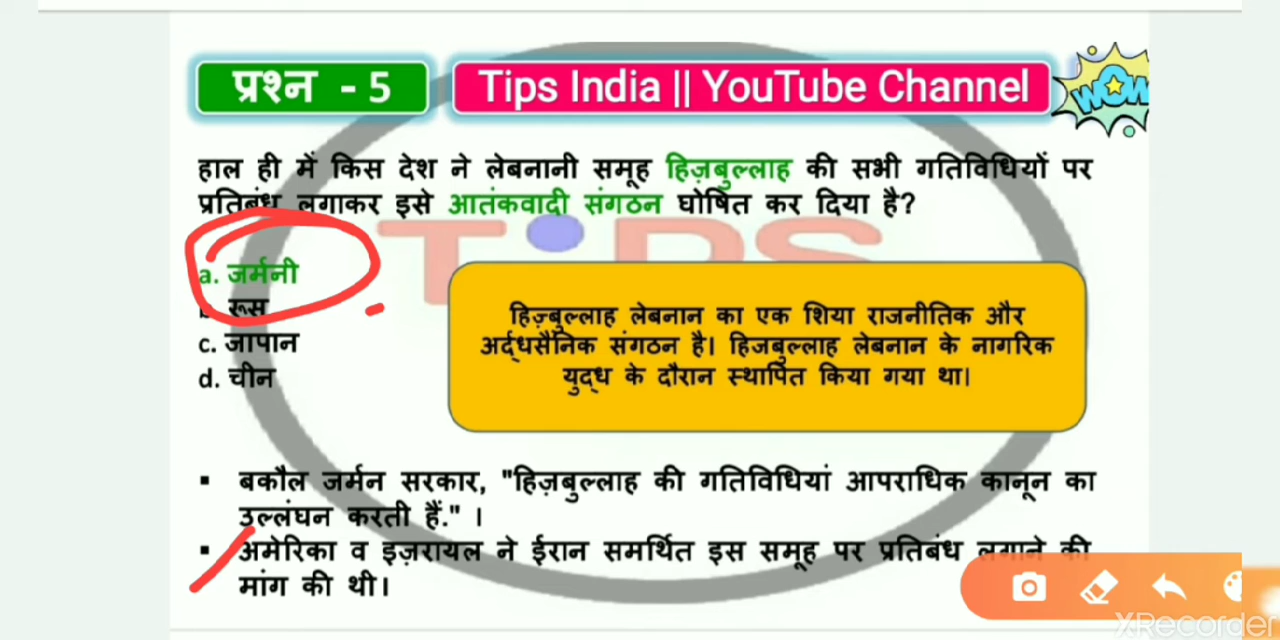 प्रश्न - 5
Tips India || YouTube Channel
WOW
हाल ही में किस देश ने लेबनानी समूह हिज़बुल्लाह की सभी गतिविधियों पर
प्रतिबंध लगाकर इसे आतंकवादी संगठन घोषित कर दिया है?
TiPS
a. जर्मनी
b. रूस
c. जापान
d. चीन
हिज़्बुल्लाह लेबनान का एक शिया राजनीतिक और
अर्द्धसैनिक संगठन है। हिजबुल्लाह लेबनान के नागरिक
युद्ध के दौरान स्थापित किया गया था।
▪ बकौल जर्मन सरकार, "हिज़बुल्लाह की गतिविधियां आपराधिक कानून का
उल्लंघन करती हैं." ।
▪ अमेरिका व इज़रायल ने ईरान समर्थित इस समूह पर प्रतिबंध लगाने की
मांग की थी।
XRecorder